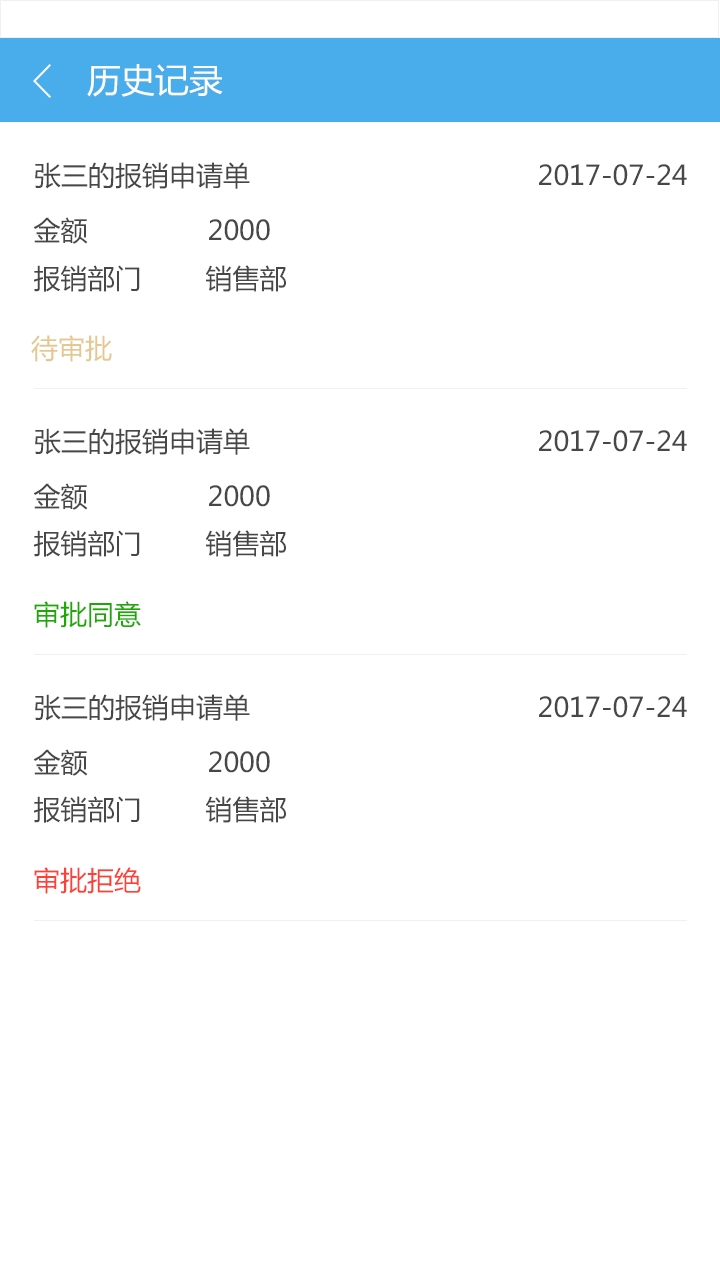 历史记录
张三的报销申请单 2017-07-24
金额 2000
报销部门 销售部
待审批
张三的报销申请单 2017-07-24
金额 2000
报销部门 销售部
审批同意
张三的报销申请单 2017-07-24
金额 2000
报销部门 销售部
审批拒绝